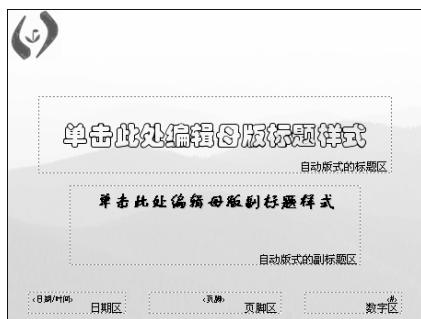 单击此处编辑母版标题样式
自动版式的标题区
单击此处编辑母版副标题样式
自动版式的副标题区
<日期/时间>
日期区
<页脚>
页脚区
<#>
数字区